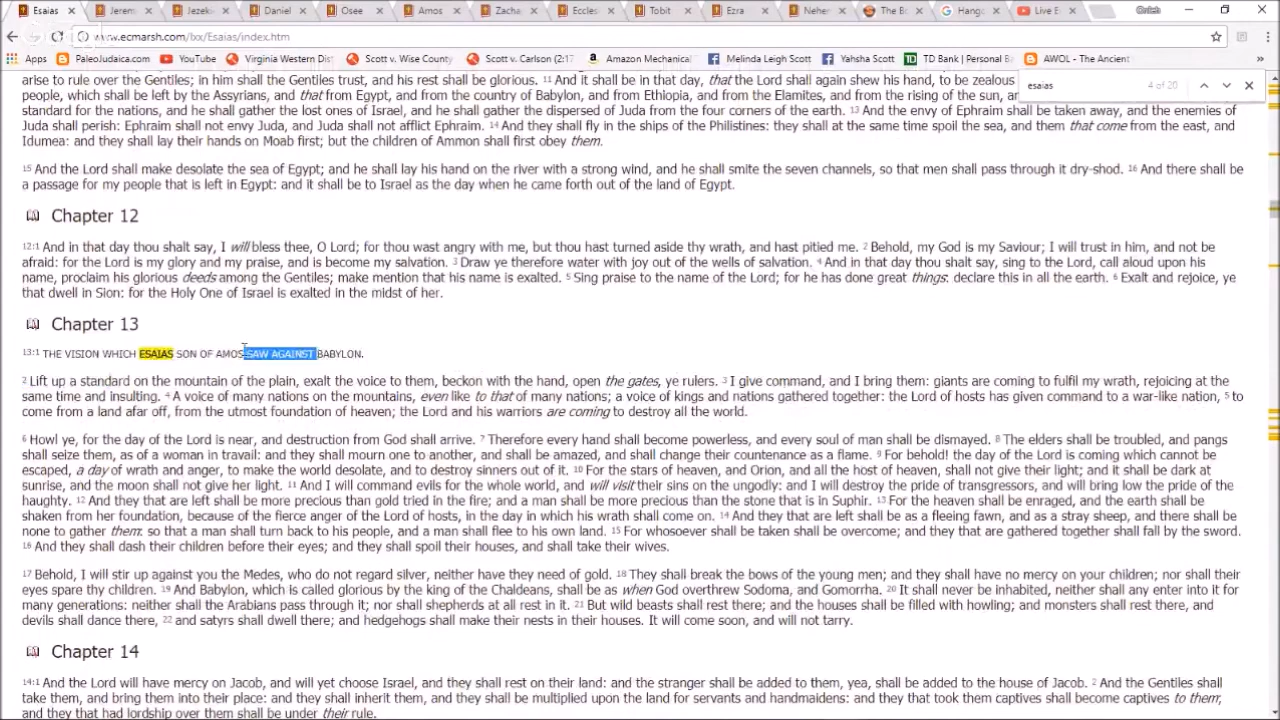 Esaias
Jerem
Jezek
Daniel
Osee
Amos
Zacha
Eccles
Tobit
Ezra
Neher
The B
Hang
Live E
www.ecmarsh.com/bx/Esaias/index.htm
Apps PaleoJudaica.com YouTube Virginia Western Dist Scott v. Wise County Scott v. Carlson (2:1 Amazon Mechanical Melinda Leigh Scott Yahsha Scott TD Bank | Personal Ba AWOL - The Ancient »
esaias 4 of 20
arise to rule over the Gentiles; in him shall the Gentiles trust, and his rest shall be glorious. 11 And it shall be in that day, that the Lord shall again shew his hand, to be zealous
people, which shall be left by the Assyrians, and that from Egypt, and from the country of Babylon, and from Ethiopia, and from the Elamites, and from the rising of the sun, an
standard for the nations, and he shall gather the lost ones of Israel, and he shall gather the dispersed of Juda from the four corners of the earth. 13 And the envy of Ephraim shall be taken away, and the enemies of
Juda shall perish: Ephraim shall not envy Juda, and Juda shall not afflict Ephraim. 14 And they shall fly in the ships of the Philistines: they shall at the same time spoil the sea, and them that come from the east, and
Idumea: and they shall lay their hands on Moab first; but the children of Ammon shall first obey them.
15 And the Lord shall make desolate the sea of Egypt; and he shall lay his hand on the river with a strong wind, and he shall smite the seven channels, so that men shall pass through it dry-shod. 16 And there shall be
a passage for my people that is left in Egypt: and it shall be to Israel as the day when he came forth out of the land of Egypt.
Chapter 12
12:1 And in that day thou shalt say, I will bless thee, O Lord; for thou wast angry with me, but thou hast turned aside thy wrath, and hast pitied me. 2 Behold, my God is my Saviour; I will trust in him, and not be
afraid: for the Lord is my glory and my praise, and is become my salvation. 3 Draw ye therefore water with joy out of the wells of salvation. 4 And in that day thou shalt say, sing to the Lord, call aloud upon his
name, proclaim his glorious deeds among the Gentiles; make mention that his name is exalted. 5 Sing praise to the name of the Lord; for he has done great things: declare this in all the earth. 6 Exalt and rejoice, ye
that dwell in Sion: for the Holy One of Israel is exalted in the midst of her.
Chapter 13
13:1 THE VISION WHICH ESAIAS SON OF AMOS SAW AGAINST BABYLON.
2 Lift up a standard on the mountain of the plain, exalt the voice to them, beckon with the hand, open the gates, ye rulers. 3 I give command, and I bring them: giants are coming to fulfil my wrath, rejoicing at the
same time and insulting. 4 A voice of many nations on the mountains, even like to that of many nations; a voice of kings and nations gathered together: the Lord of hosts has given command to a war-like nation, 5 to
come from a land afar off, from the utmost foundation of heaven; the Lord and his warriors are coming to destroy all the world.
6 Howl ye, for the day of the Lord is near, and destruction from God shall arrive. 7 Therefore every hand shall become powerless, and every soul of man shall be dismayed. 8 The elders shall be troubled, and pangs
shall seize them, as of a woman in travail: and they shall mourn one to another, and shall be amazed, and shall change their countenance as a flame. 9 For behold! the day of the Lord is coming which cannot be
escaped, a day of wrath and anger, to make the world desolate, and to destroy sinners out of it. 10 For the stars of heaven, and Orion, and all the host of heaven, shall not give their light; and it shall be dark at
sunrise, and the moon shall not give her light. 11 And I will command evils for the whole world, and will visit their sins on the ungodly: and I will destroy the pride of transgressors, and will bring low the pride of the
haughty. 12 And they that are left shall be more precious than gold tried in the fire; and a man shall be more precious than the stone that is in Suphir. 13 For the heaven shall be enraged, and the earth shall be
shaken from her foundation, because of the fierce anger of the Lord of hosts, in the day in which his wrath shall come on. 14 And they that are left shall be as a fleeing fawn, and as a stray sheep, and there shall be
none to gather them: so that a man shall turn back to his people, and a man shall flee to his own land. 15 For whosoever shall be taken shall be overcome; and they that are gathered together shall fall by the sword.
16 And they shall dash their children before their eyes; and they shall spoil their houses, and shall take their wives.
17 Behold, I will stir up against you the Medes, who do not regard silver, neither have they need of gold. 18 They shall break the bows of the young men; and they shall have no mercy on your children; nor shall their
eyes spare thy children. 19 And Babylon, which is called glorious by the king of the Chaldeans, shall be as when God overthrew Sodoma, and Gomorrha. 20 It shall never be inhabited, neither shall any enter into it for
many generations: neither shall the Arabians pass through it; nor shall shepherds at all rest in it. 21 But wild beasts shall rest there; and the houses shall be filled with howling; and monsters shall rest there, and
devils shall dance there, 22 and satyrs shall dwell there; and hedgehogs shall make their nests in their houses. It will come soon, and will not tarry.
Chapter 14
14:1 And the Lord will have mercy on Jacob, and will yet choose Israel, and they shall rest on their land: and the stranger shall be added to them, yea, shall be added to the house of Jacob. 2 And the Gentiles shall
take them, and bring them into their place: and they shall inherit them, and they shall be multiplied upon the land for servants and handmaidens: and they that took them captives shall become captives to them;
and they that had lordship over them shall be under their rule.